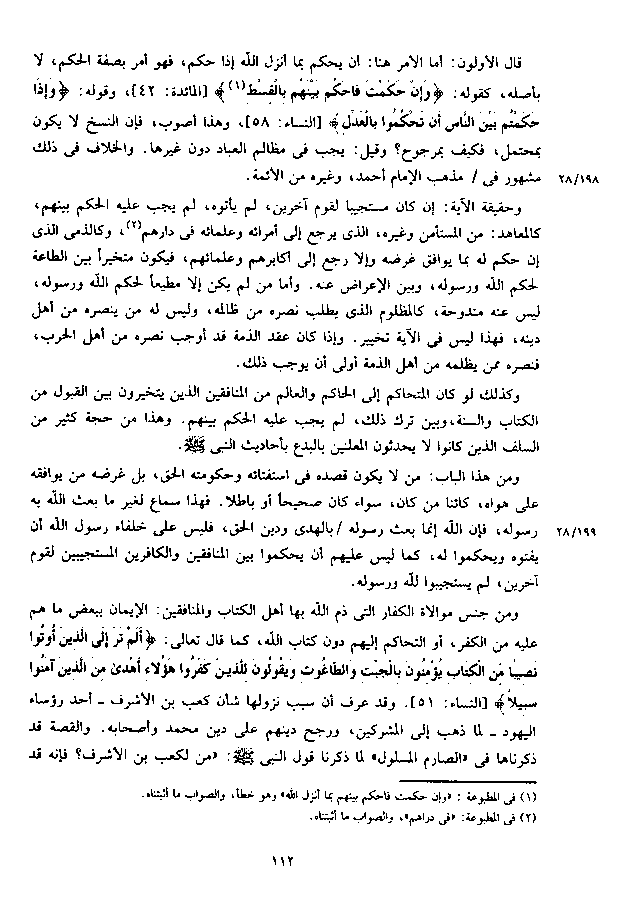 قال الأولون: أما الأمر هنا: أن يحكم بما أنزل الله إذا حكم، فهو أمر بصفة الحكم، لا
بأصله، كقوله: ﴿وَإِنْ حَكَمْتَ فَاحْكُم بَيْنَهُم بِالْقِسْطِ(١)﴾ [المائدة: ٤٢]، وقوله: ﴿وَإِذَا
حَكَمْتُم بَيْنَ النَّاسِ أَن تَحْكُمُوا بِالْعَدْلِ﴾ [النساء: ٥٨]، وهذا أصوب، فإن النسخ لا يكون
بمحتمل، فكيف بمرجوح؟ وقيل: يجب في مظالم العباد دون غيرها. والخلاف في ذلك
٢٨/١٩٨ مشهور في / مذهب الإمام أحمد، وغيره من الأئمة.
وحقيقة الآية: إن كان مستجيبا لقوم آخرين، لم يأتوه، لم يجب عليه الحكم بينهم،
كالمعاهد: من المستأمن وغيره، الذي يرجع إلى أمرائه وعلمائه في دارهم(٢)، وكالذمي الذي
إن حكم له بما يوافق غرضه وإلا رجع إلى أكابرهم وعلمائهم، فيكون متخيراً بين الطاعة
لحكم الله ورسوله، وبين الإعراض عنه. وأما من لم يكن إلا مطيعاً لحكم الله ورسوله،
ليس عنه مندوحة، كالمظلوم الذي يطلب نصره من ظالمه، وليس له من ينصره من أهل
دينه، فهذا ليس في الآية تخيير. وإذا كان عقد الذمة قد أوجب نصره من أهل الحرب،
فنصره ممن يظلمه من أهل الذمة أولى أن يوجب ذلك.
وكذلك لو كان المتحاكم إلى الحاكم والعالم من المنافقين الذين يتخيرون بين القبول من
الكتاب والسنة، وبين ترك ذلك، لم يجب عليه الحكم بينهم. وهذا من حجة كثير من
السلف الذين كانوا لا يحدثون المعلنين بالبدع بأحاديث النبي ﷺ.
ومن هذا الباب: من لا يكون قصده في استفتائه وحكومته الحق، بل غرضه من يوافقه
على هواه، كائنا من كان، سواء كان صحيحاً أو باطلا. فهذا سماع لغير ما بعث الله به
٢٨/١٩٩ رسوله، فإن الله إنما بعث رسوله / بالهدى ودين الحق، فليس على خلفاء رسول الله أن
يفتوه ويحكموا له، كما ليس عليهم أن يحكموا بين المنافقين والكافرين المستجيبين لقوم
آخرين، لم يستجيبوا لله ورسوله.
ومن جنس موالاة الكفار التي ذم الله بها أهل الكتاب والمنافقين: الإيمان ببعض ما هم
عليه من الكفر، أو التحاكم إليهم دون كتاب الله، كما قال تعالى: ﴿أَلَمْ تَرَ إِلَى الَّذِينَ أُوتُوا
نَصِيبًا مِّنَ الْكِتَابِ يُؤْمِنُونَ بِالْجِبْتِ وَالطَّاغُوتِ وَيَقُولُونَ لِلَّذِينَ كَفَرُوا هَؤُلاءِ أَهْدَى مِنَ الَّذِينَ آمَنُوا
سَبِيلاً﴾ [النساء: ٥١]. وقد عرف أن سبب نزولها شأن كعب بن الأشرف ـ أحد رؤساء
اليهود ـ لما ذهب إلى المشركين، ورجح دينهم على دين محمد وأصحابه. والقصة قد
ذكرناها في «الصارم المسلول» لما ذكرنا قول النبي ﷺ: «من لكعب بن الأشرف؟ فإنه قد
(١) في المطبوعة : «وإن حكمت فاحكم بينهم بما أنزل الله» وهو خطأ، والصواب ما أثبتناه.
(٢) في المطبوعة: «في دراهم»، والصواب ما أثبتناه.
١١٢